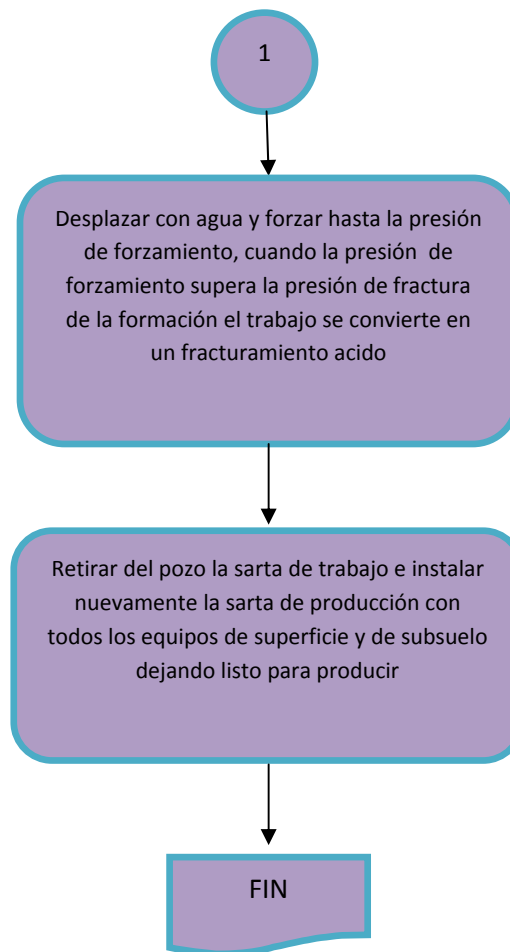 1
Desplazar con agua y forzar hasta la presión
de forzamiento, cuando la presión de
forzamiento supera la presión de fractura
de la formación el trabajo se convierte en
un fracturamiento acido
Retirar del pozo la sarta de trabajo e instalar
nuevamente la sarta de producción con
todos los equipos de superficie y de subsuelo
dejando listo para producir
FIN